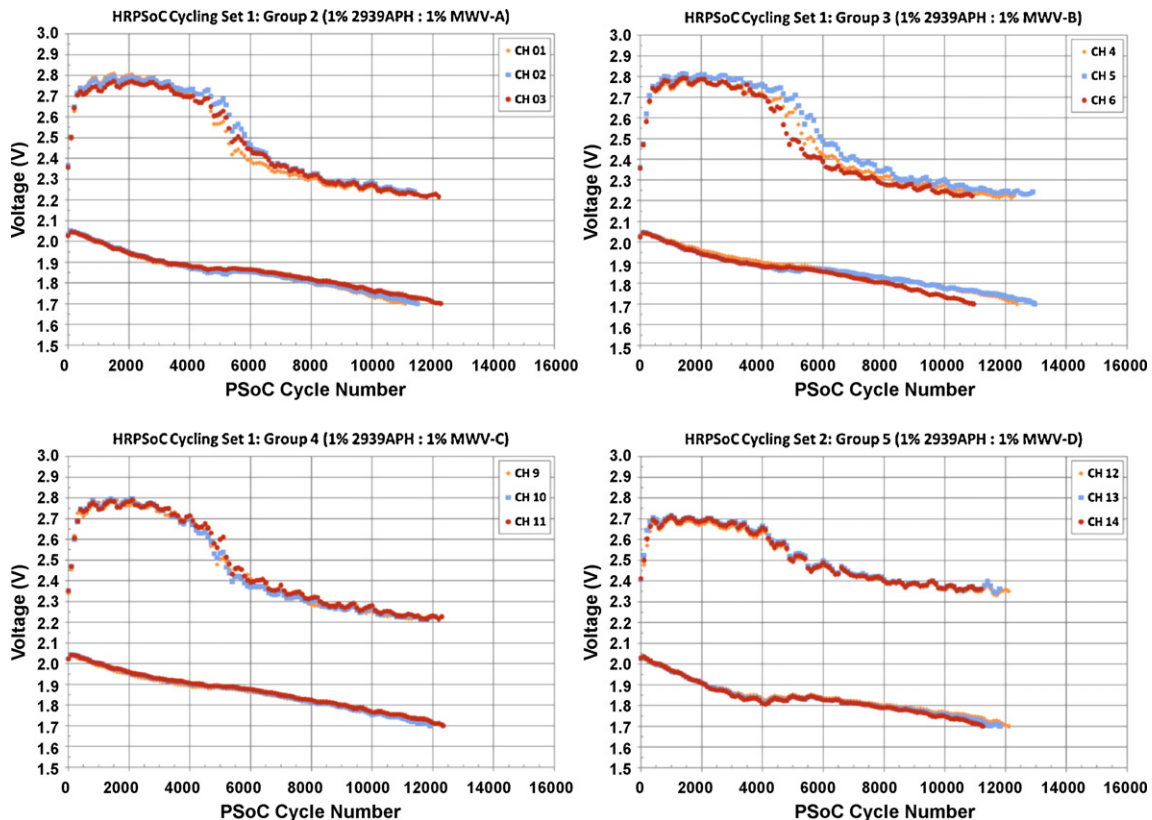 HRPSoC Cycling Set 1: Group 2 (1% 2939APH : 1% MWV-A)
3.0
2.9
2.8
2.7
2.6
2.5
2.4
2.3
2.2
2.1
2.0
1.9
1.8
1.7
1.6
1.5
Voltage (V)
CH 01
CH 02
CH 03
0 2000 4000 6000 8000 10000 12000 14000 16000
PSoC Cycle Number
HRPSoC Cycling Set 1: Group 3 (1% 2939APH : 1% MWV-B)
3.0
2.9
2.8
2.7
2.6
2.5
2.4
2.3
2.2
2.1
2.0
1.9
1.8
1.7
1.6
1.5
Voltage (V)
CH 4
CH 5
CH 6
0 2000 4000 6000 8000 10000 12000 14000 16000
PSoC Cycle Number
HRPSoC Cycling Set 1: Group 4 (1% 2939APH : 1% MWV-C)
3.0
2.9
2.8
2.7
2.6
2.5
2.4
2.3
2.2
2.1
2.0
1.9
1.8
1.7
1.6
1.5
Voltage (V)
CH 9
CH 10
CH 11
0 2000 4000 6000 8000 10000 12000 14000 16000
PSoC Cycle Number
HRPSoC Cycling Set 2: Group 5 (1% 2939APH : 1% MWV-D)
3.0
2.9
2.8
2.7
2.6
2.5
2.4
2.3
2.2
2.1
2.0
1.9
1.8
1.7
1.6
1.5
Voltage (V)
CH 12
CH 13
CH 14
0 2000 4000 6000 8000 10000 12000 14000 16000
PSoC Cycle Number